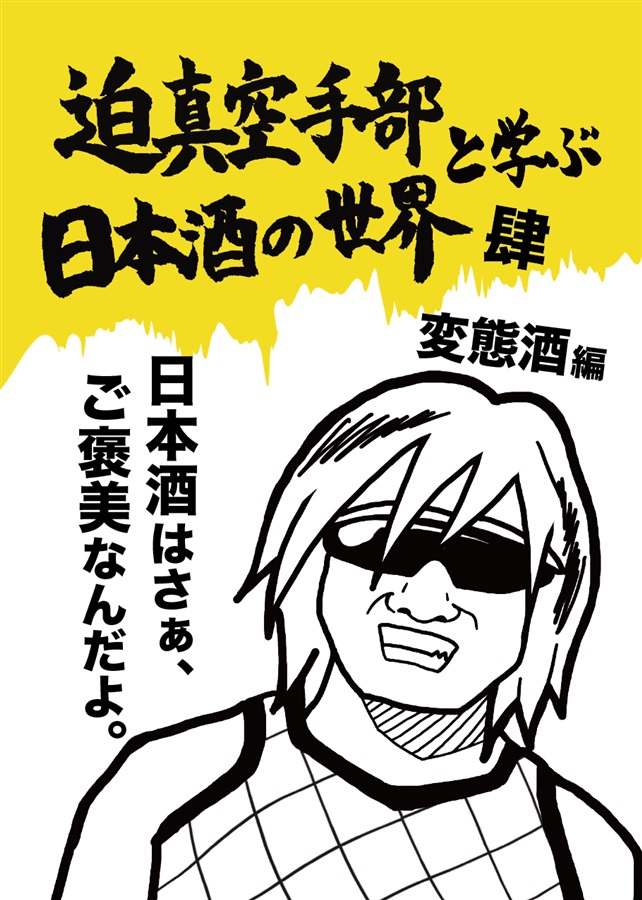 迫真空手部と学ぶ
日本酒の世界 肆
変態酒編
日本酒はさぁ、
ご褒美なんだよ。